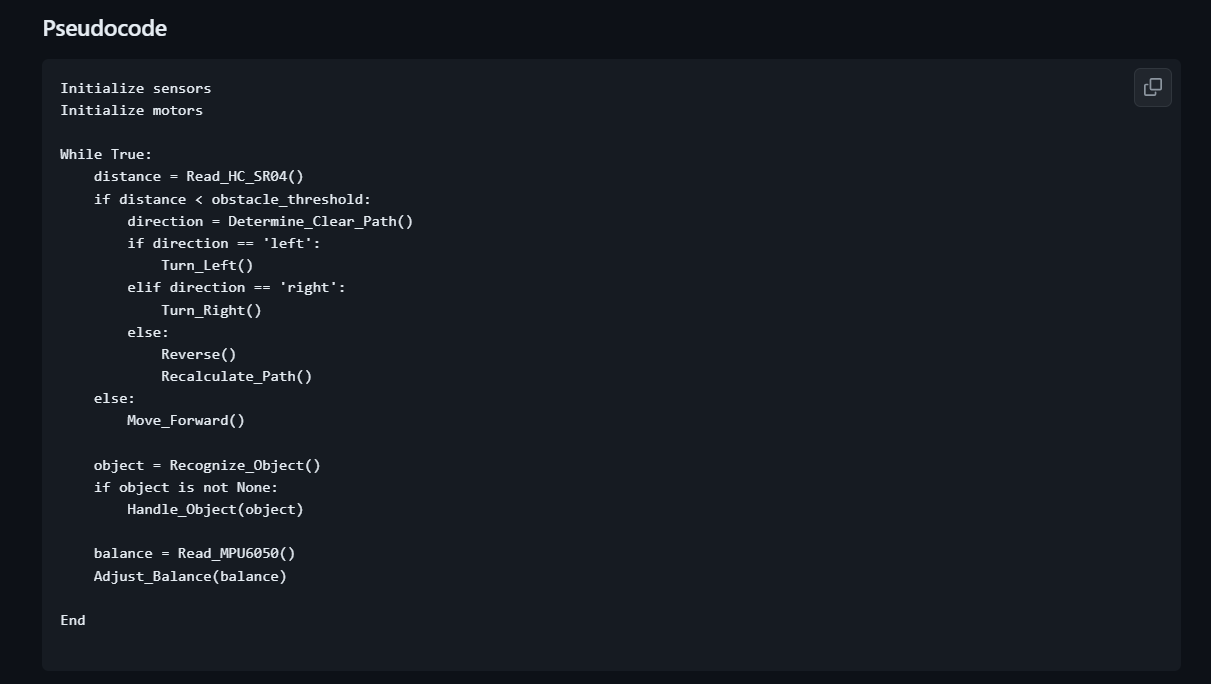 Pseudocode
Initialize sensors
Initialize motors

While True:
    distance = Read_HC_SR04()
    if distance < obstacle_threshold:
        direction = Determine_Clear_Path()
        if direction == 'left':
            Turn_Left()
        elif direction == 'right':
            Turn_Right()
        else:
            Reverse()
            Recalculate_Path()
    else:
        Move_Forward()

    object = Recognize_Object()
    if object is not None:
        Handle_Object(object)

    balance = Read_MPU6050()
    Adjust_Balance(balance)

End